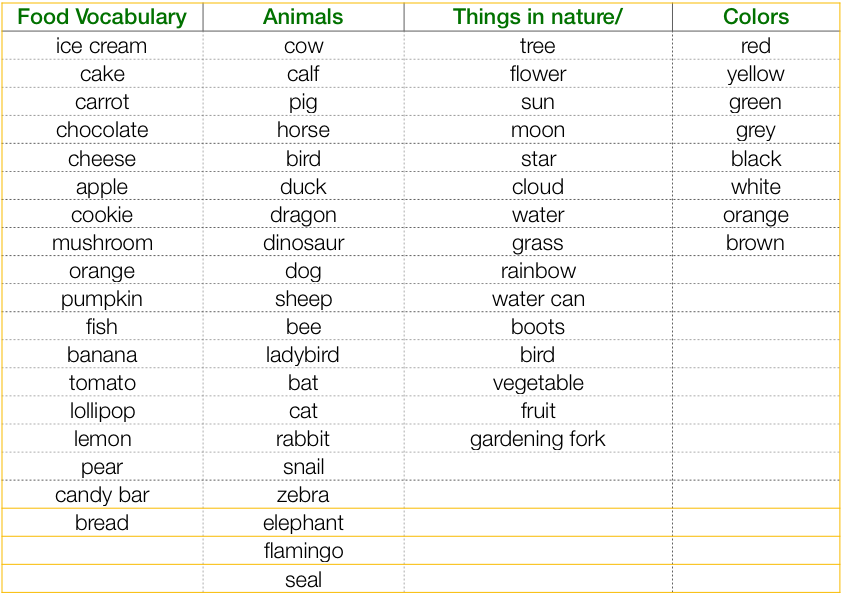 Food Vocabulary Animals Things in nature/ Colors
ice cream cow tree red
cake calf flower yellow
carrot pig sun green
chocolate horse moon grey
cheese bird star black
apple duck cloud white
cookie dragon water orange
mushroom dinosaur grass brown
orange dog rainbow
pumpkin sheep water can
fish bee boots
banana ladybird bird
tomato bat vegetable
lollipop cat fruit
lemon rabbit gardening fork
pear snail
candy bar zebra
bread elephant
flamingo
seal